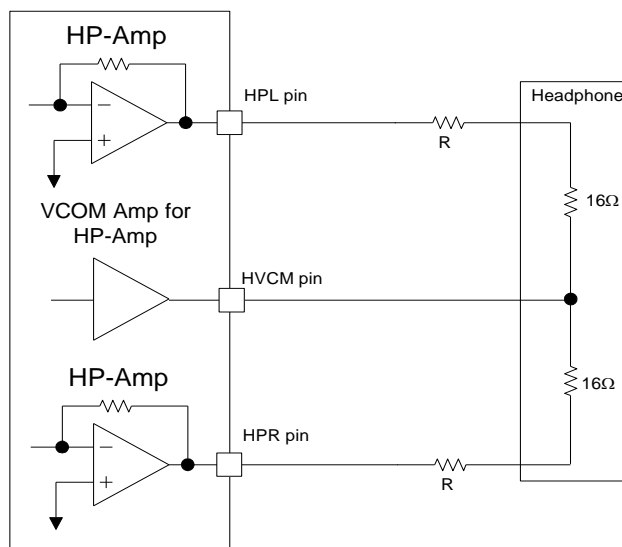 HP-Amp
−
+
HPL pin
R
Headphone
16Ω
VCOM Amp for
HP-Amp
HVCM pin
HP-Amp
−
+
HPR pin
R
16Ω